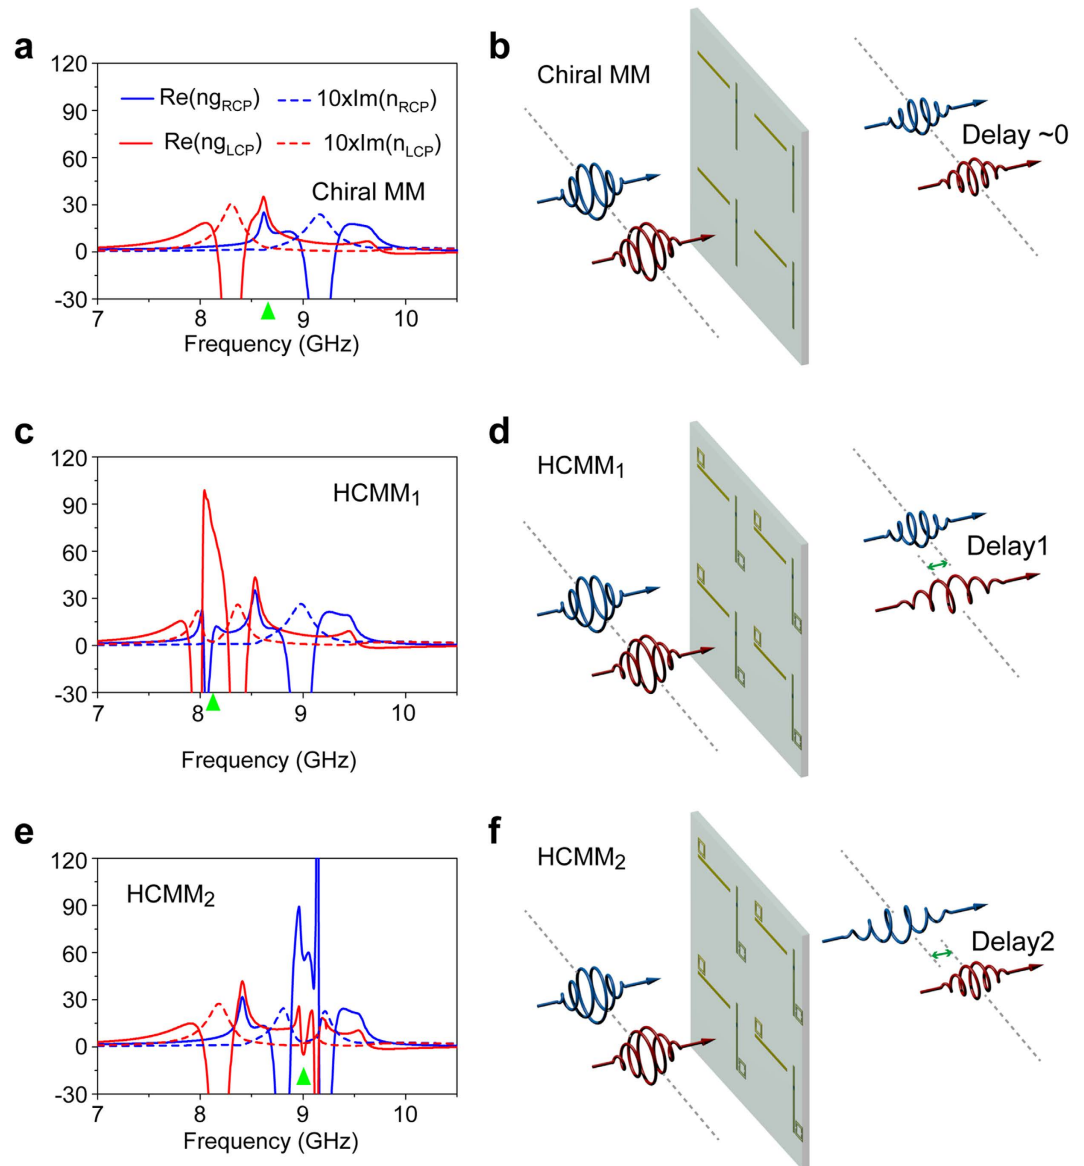 a
120
90
60
30
0
-30
Re(ng_RCP) 10xIm(n_RCP)
Re(ng_LCP) 10xIm(n_LCP)
Chiral MM
7 8 9 10
Frequency (GHz)
b
Chiral MM
Delay ~0
c
120
90
60
30
0
-30
HCMM₁
7 8 9 10
Frequency (GHz)
d
HCMM₁
Delay1
e
120
90
60
30
0
-30
HCMM₂
7 8 9 10
Frequency (GHz)
f
HCMM₂
Delay2